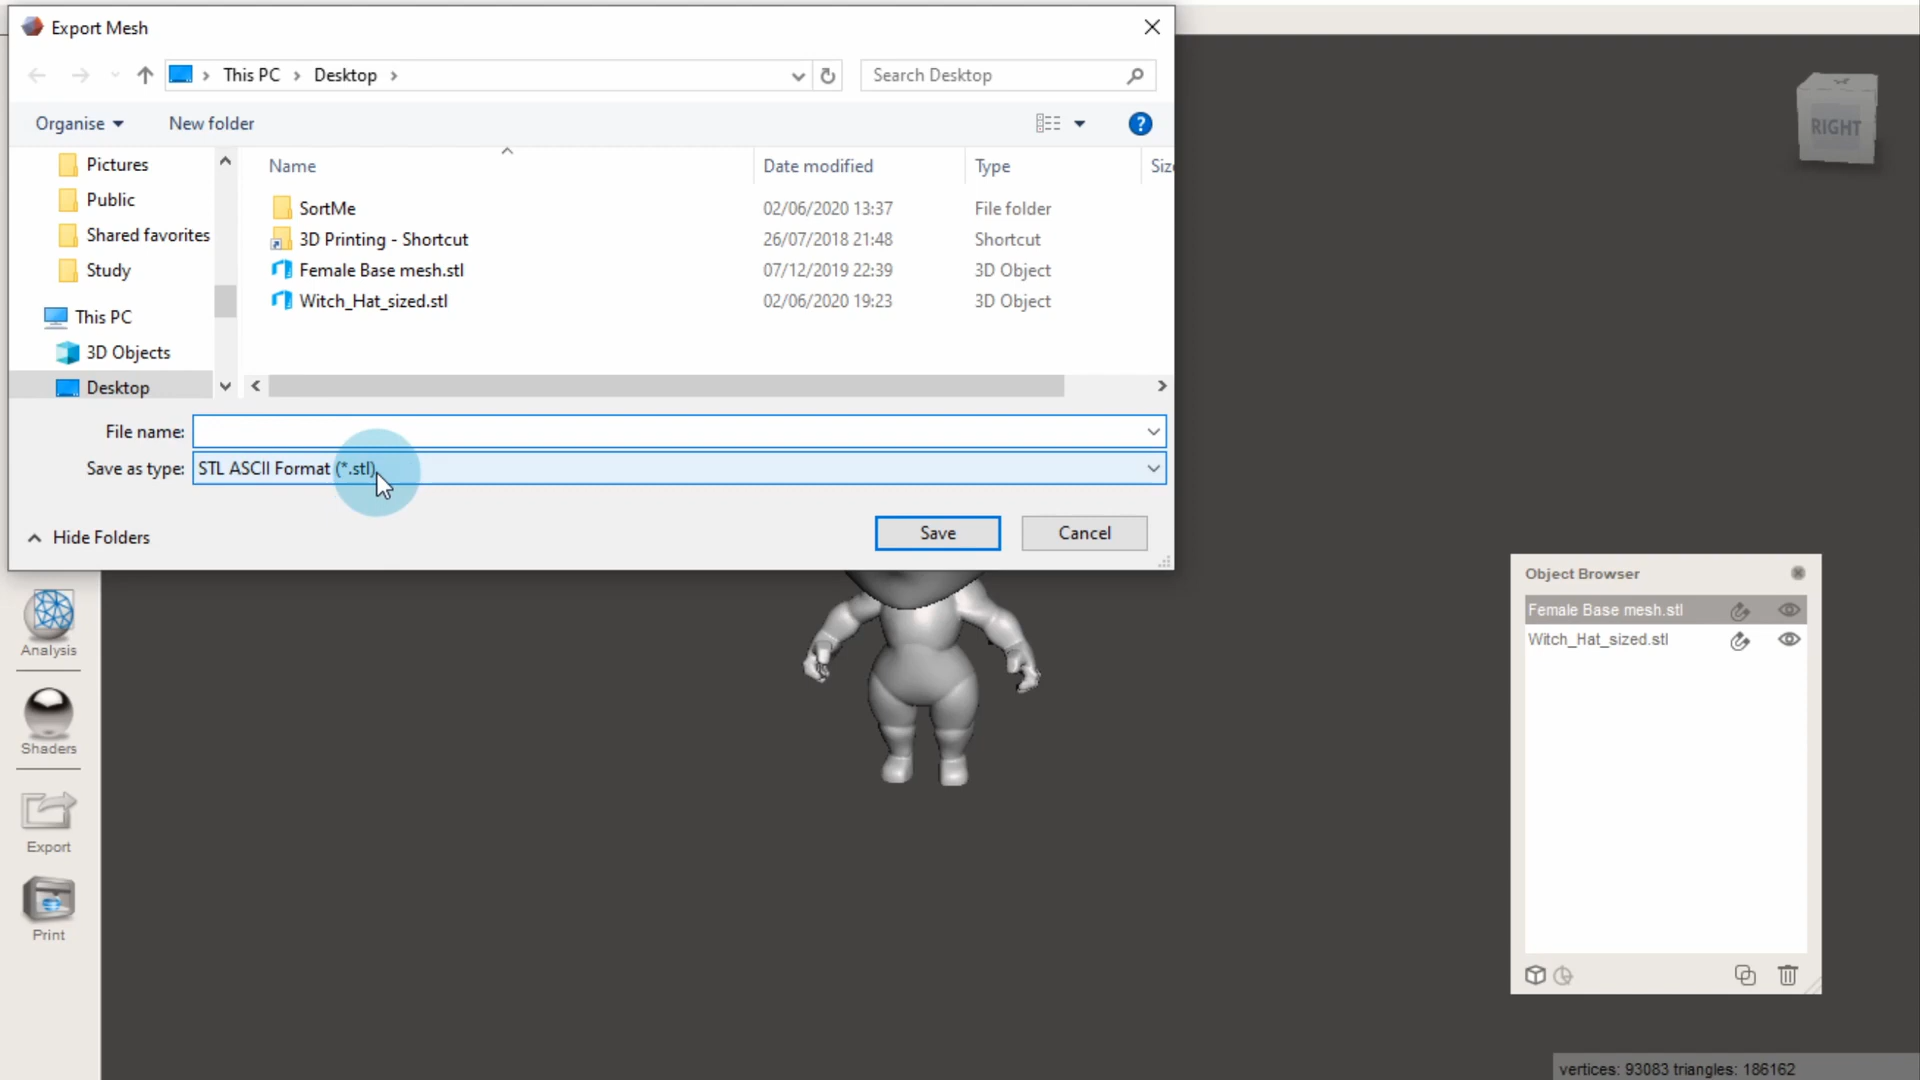 Export Mesh
This PC > Desktop >
Search Desktop
Organise
New folder
?
Name
Date modified
Type
Siz
Pictures
Public
Shared favorites
Study
This PC
3D Objects
Desktop
SortMe 02/06/2020 13:37 File folder
3D Printing - Shortcut 26/07/2018 21:48 Shortcut
Female Base mesh.stl 07/12/2019 22:39 3D Object
Witch_Hat_sized.stl 02/06/2020 19:23 3D Object
File name:
Save as type: STL ASCII Format (*.stl)
Hide Folders
Save
Cancel
RIGHT
Analysis
Shaders
Export
Print
Object Browser
Female Base mesh.stl
Witch_Hat_sized.stl
vertices: 93083 triangles: 186162